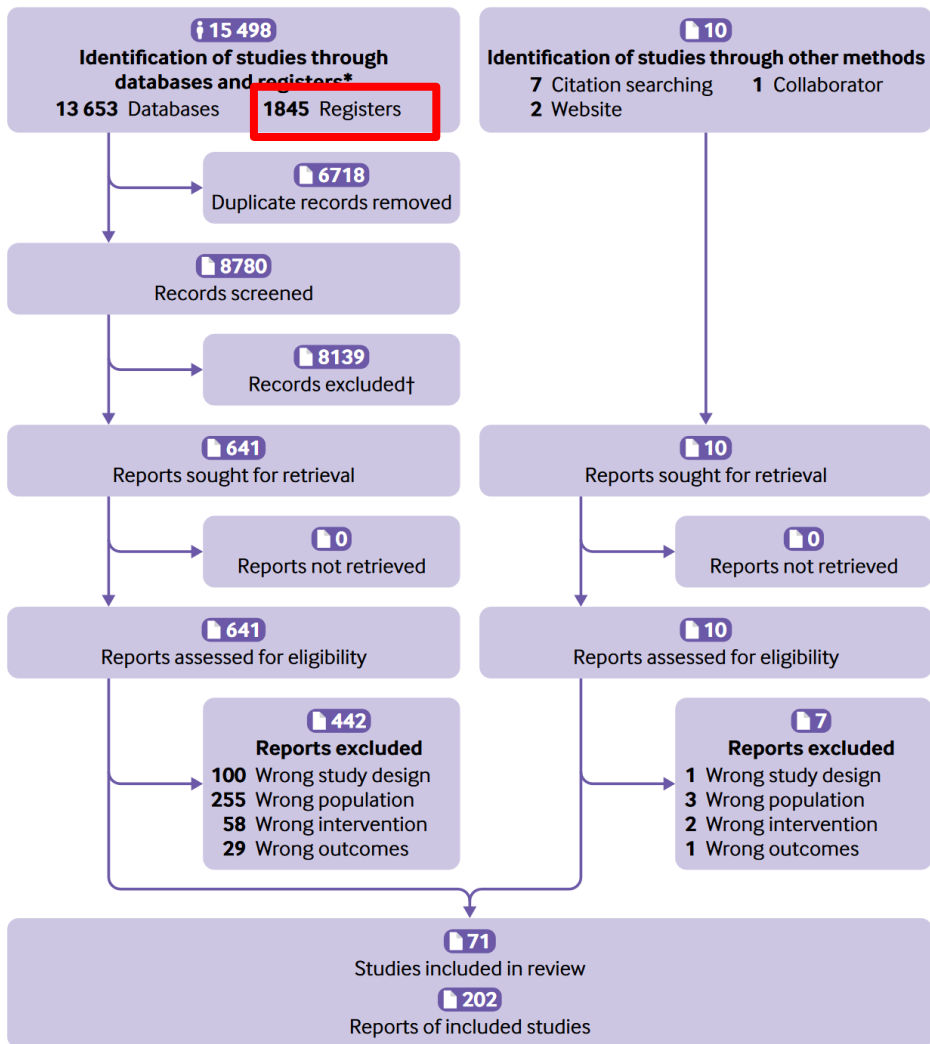 15 498
Identification of studies through
databases and registers*
13 653 Databases 1845 Registers
10
Identification of studies through other methods
7 Citation searching 1 Collaborator
2 Website
6718
Duplicate records removed
8780
Records screened
8139
Records excluded†
641
Reports sought for retrieval
10
Reports sought for retrieval
0
Reports not retrieved
0
Reports not retrieved
641
Reports assessed for eligibility
10
Reports assessed for eligibility
442
Reports excluded
100 Wrong study design
255 Wrong population
58 Wrong intervention
29 Wrong outcomes
7
Reports excluded
1 Wrong study design
3 Wrong population
2 Wrong intervention
1 Wrong outcomes
71
Studies included in review
202
Reports of included studies